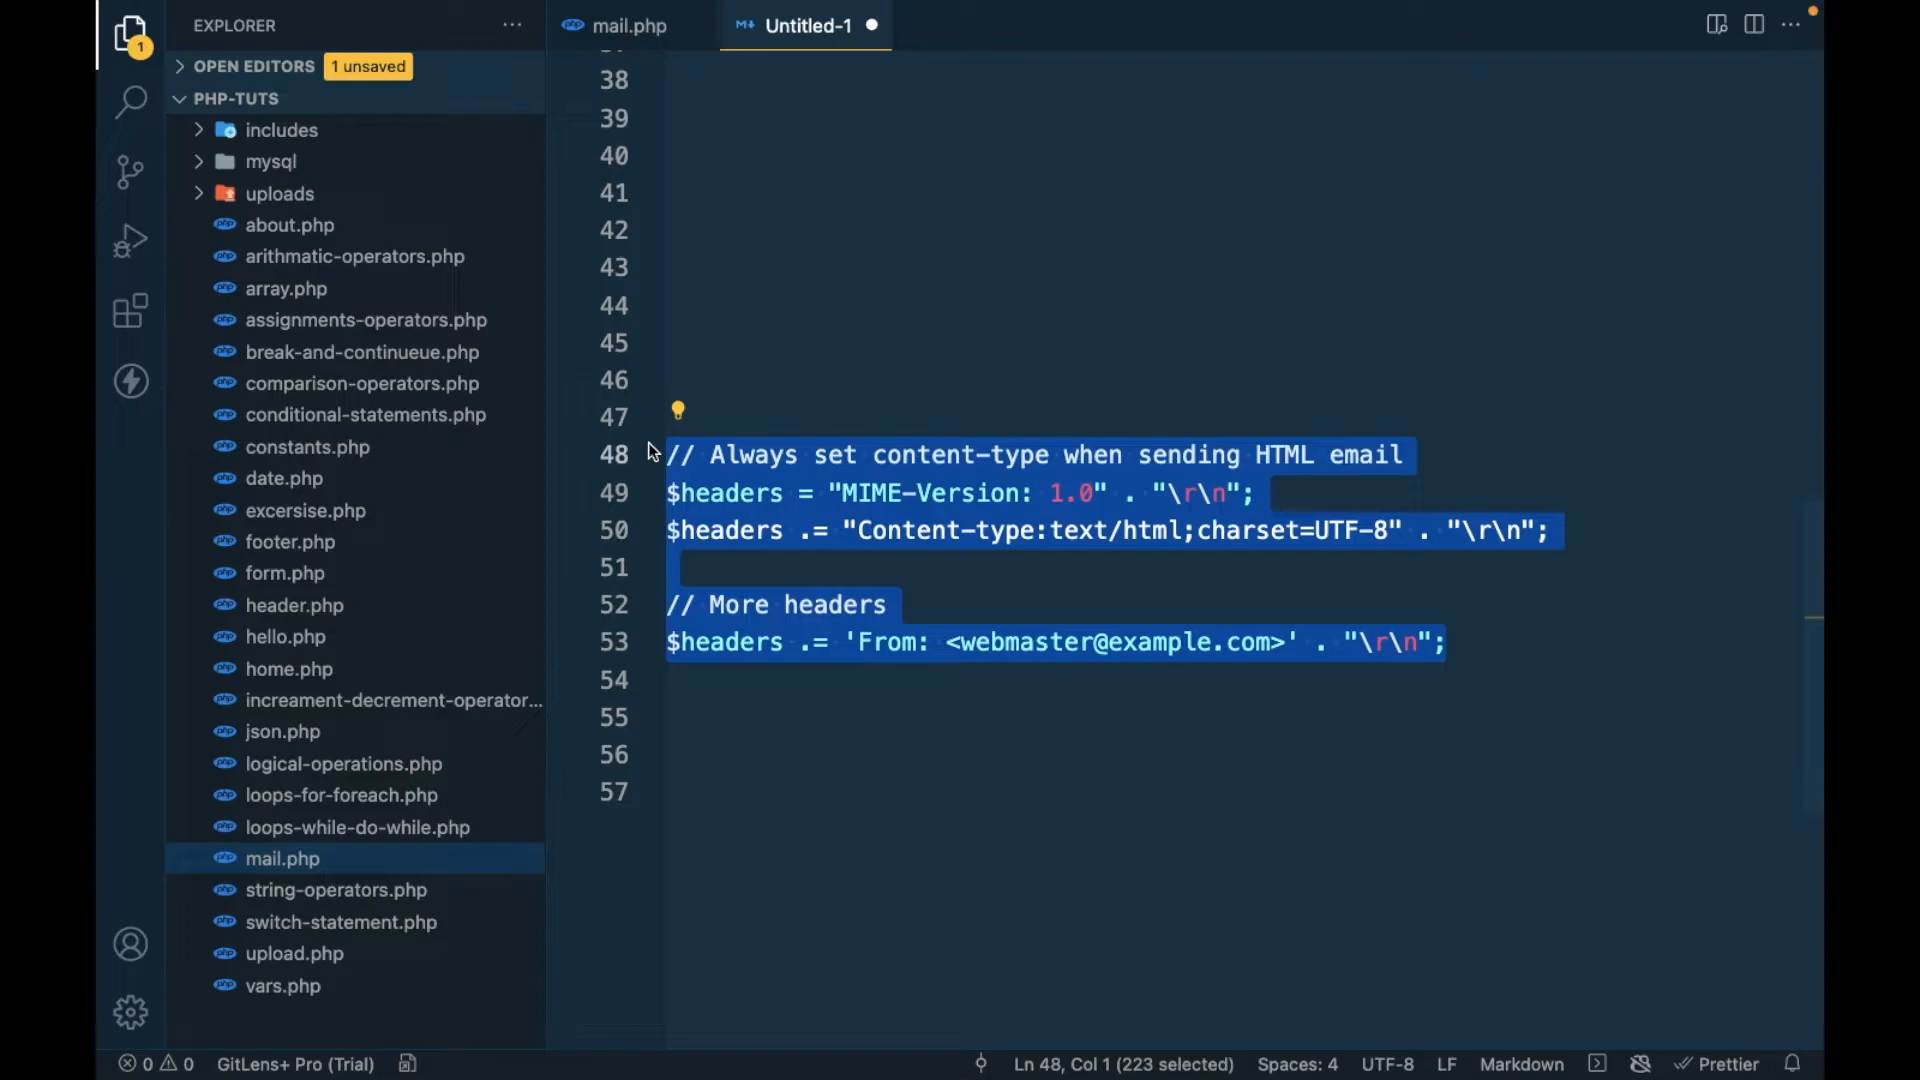 EXPLORER
mail.php
Untitled-1
1
OPEN EDITORS
1 unsaved
PHP-TUTS
includes
mysql
uploads
about.php
arithmatic-operators.php
array.php
assignments-operators.php
break-and-continueue.php
comparison-operators.php
conditional-statements.php
constants.php
date.php
excersise.php
footer.php
form.php
header.php
hello.php
home.php
increament-decrement-operator...
json.php
logical-operations.php
loops-for-foreach.php
loops-while-do-while.php
mail.php
string-operators.php
switch-statement.php
upload.php
vars.php
38
39
40
41
42
43
44
45
46
47
48 // Always set content-type when sending HTML email
49 $headers = "MIME-Version: 1.0" . "\r\n";
50 $headers .= "Content-type:text/html;charset=UTF-8" . "\r\n";
51
52 // More headers
53 $headers .= 'From: <webmaster@example.com>' . "\r\n";
54
55
56
57
0 0 GitLens+ Pro (Trial)
Ln 48, Col 1 (223 selected) Spaces: 4 UTF-8 LF Markdown Prettier